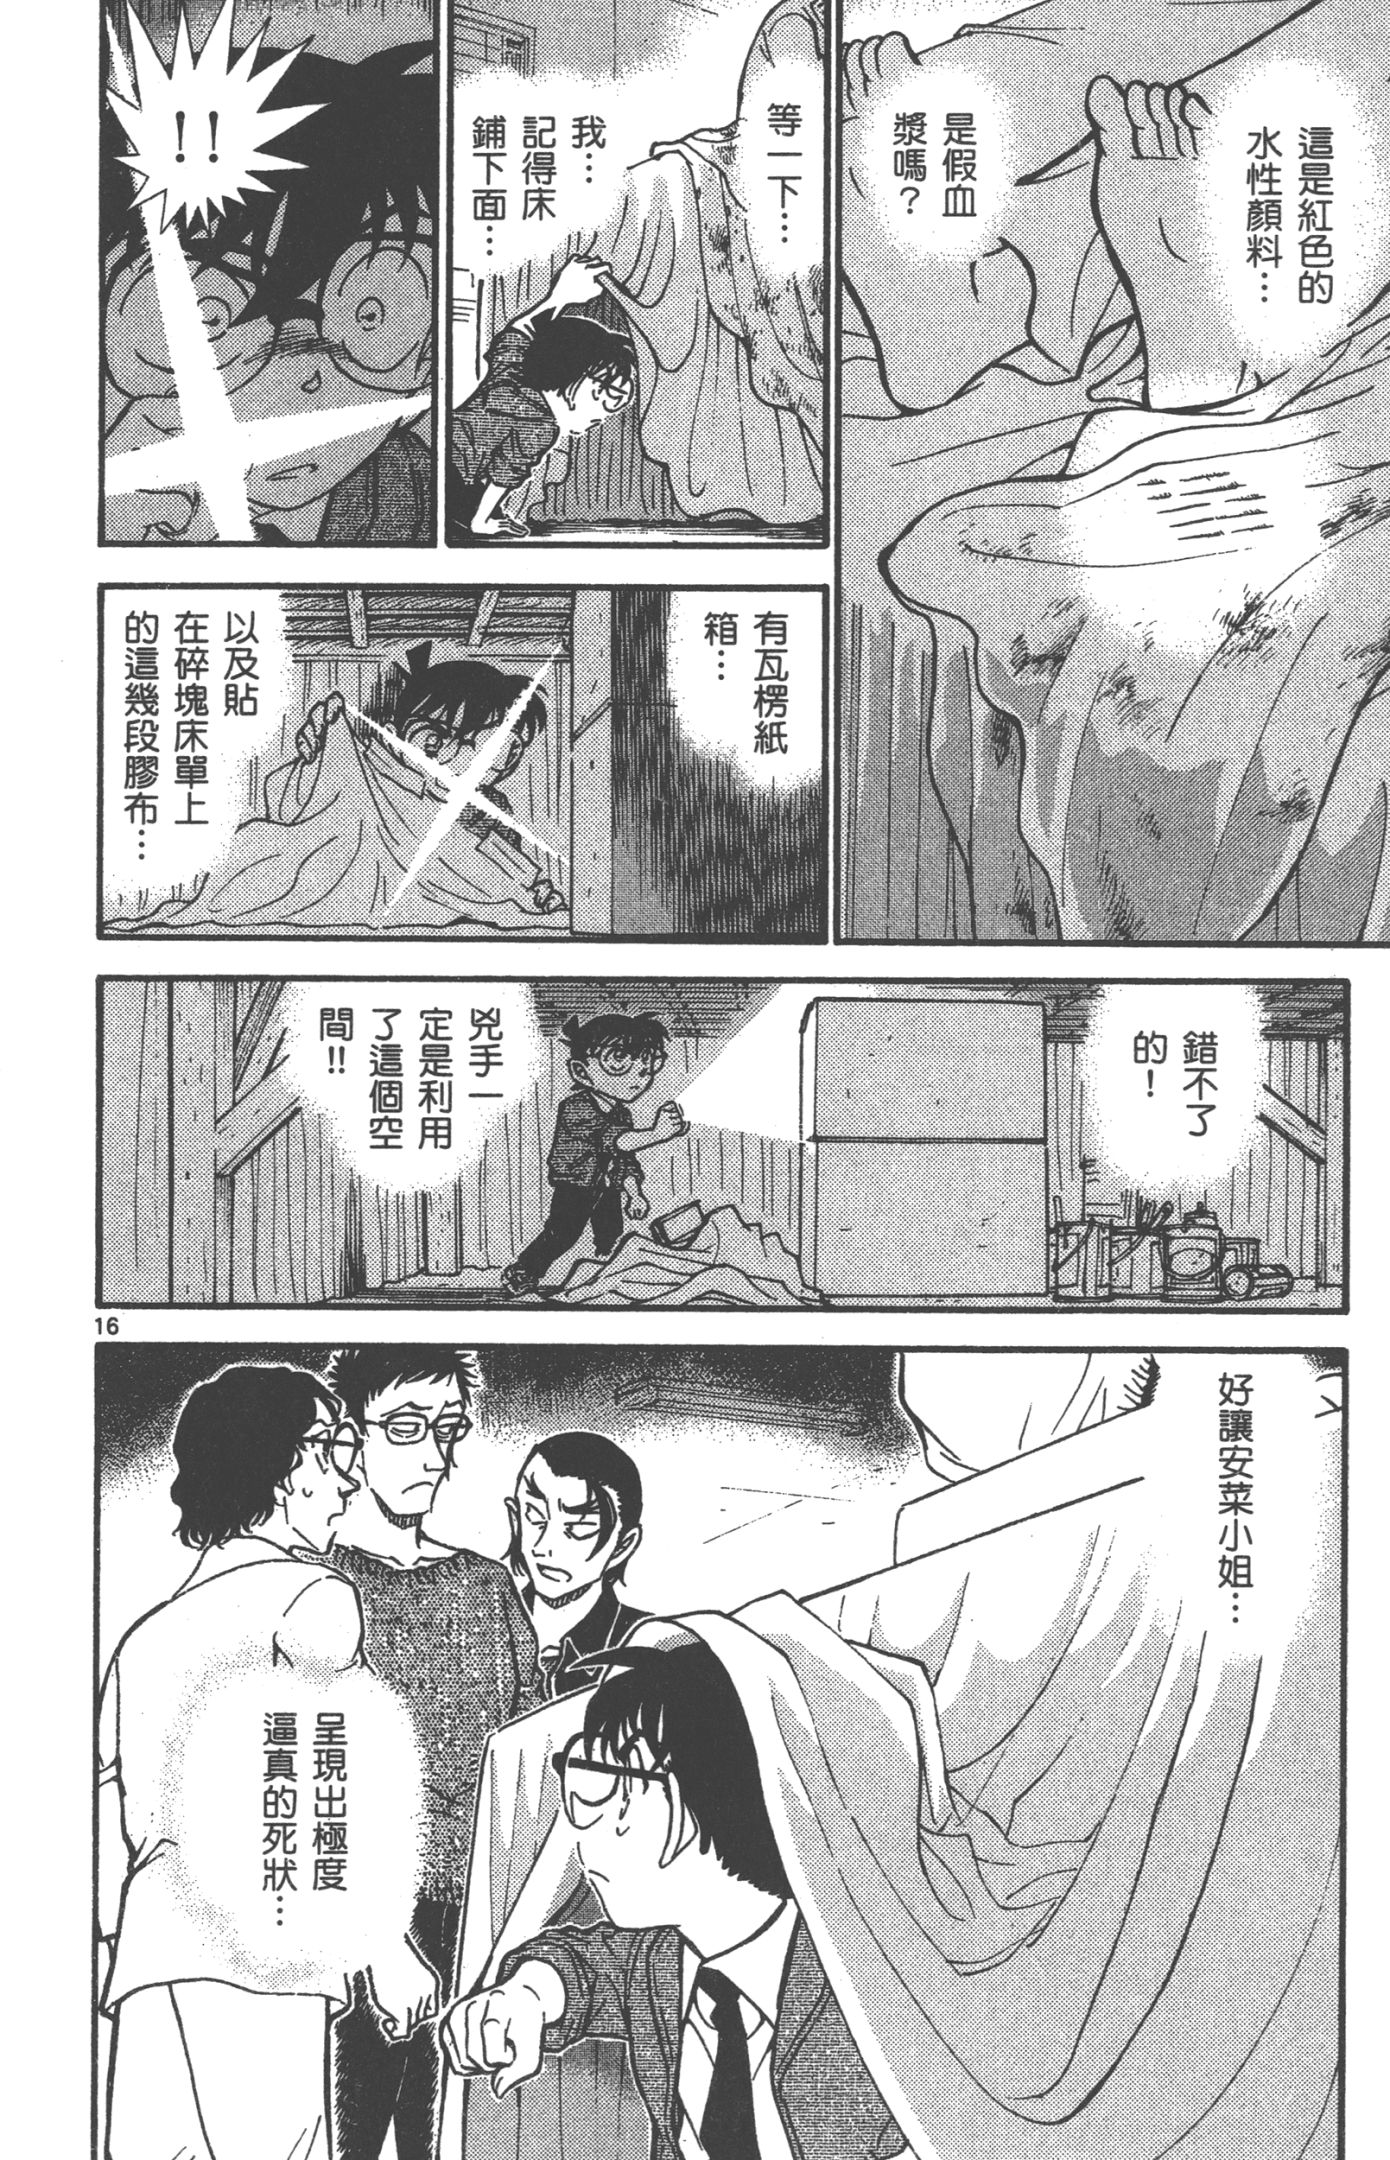 這是紅色的
水性顏料…
是假血
漿嗎？
等一下…
我…
記得床
鋪下面…
！！
有瓦楞紙
箱…
以及貼
在碎塊床單上
的這幾段膠布…
錯不了
的！
兇手一
定是利用
了這個空
間!!
16
好讓安菜小姐…
呈現出極度
逼真的死狀…